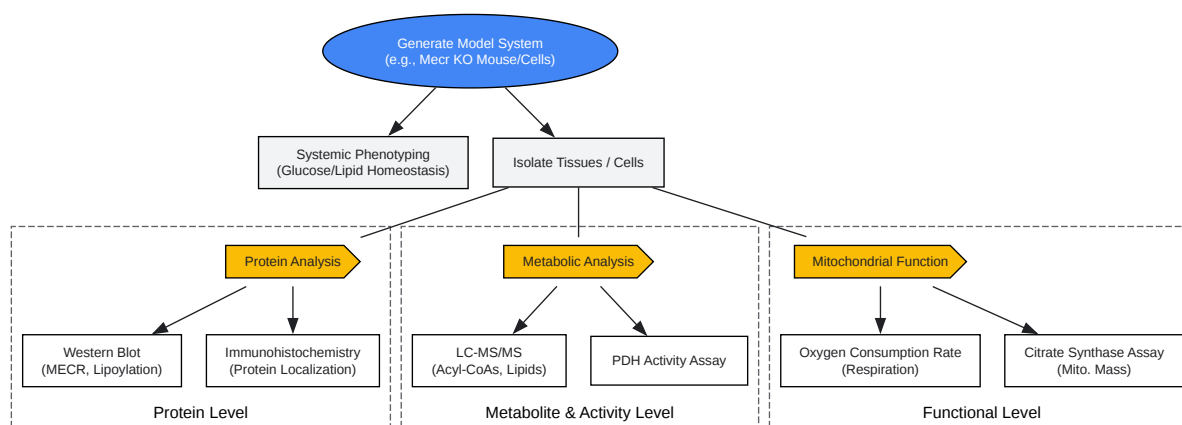 Generate Model System
(e.g., Mecr KO Mouse/Cells)
Systemic Phenotyping
(Glucose/Lipid Homeostasis)
Isolate Tissues / Cells
Protein Analysis
Metabolic Analysis
Mitochondrial Function
Western Blot
(MECR, Lipoylation)
Immunohistochemistry
(Protein Localization)
LC-MS/MS
(Acyl-CoAs, Lipids)
PDH Activity Assay
Oxygen Consumption Rate
(Respiration)
Citrate Synthase Assay
(Mito. Mass)
Protein Level
Metabolite & Activity Level
Functional Level